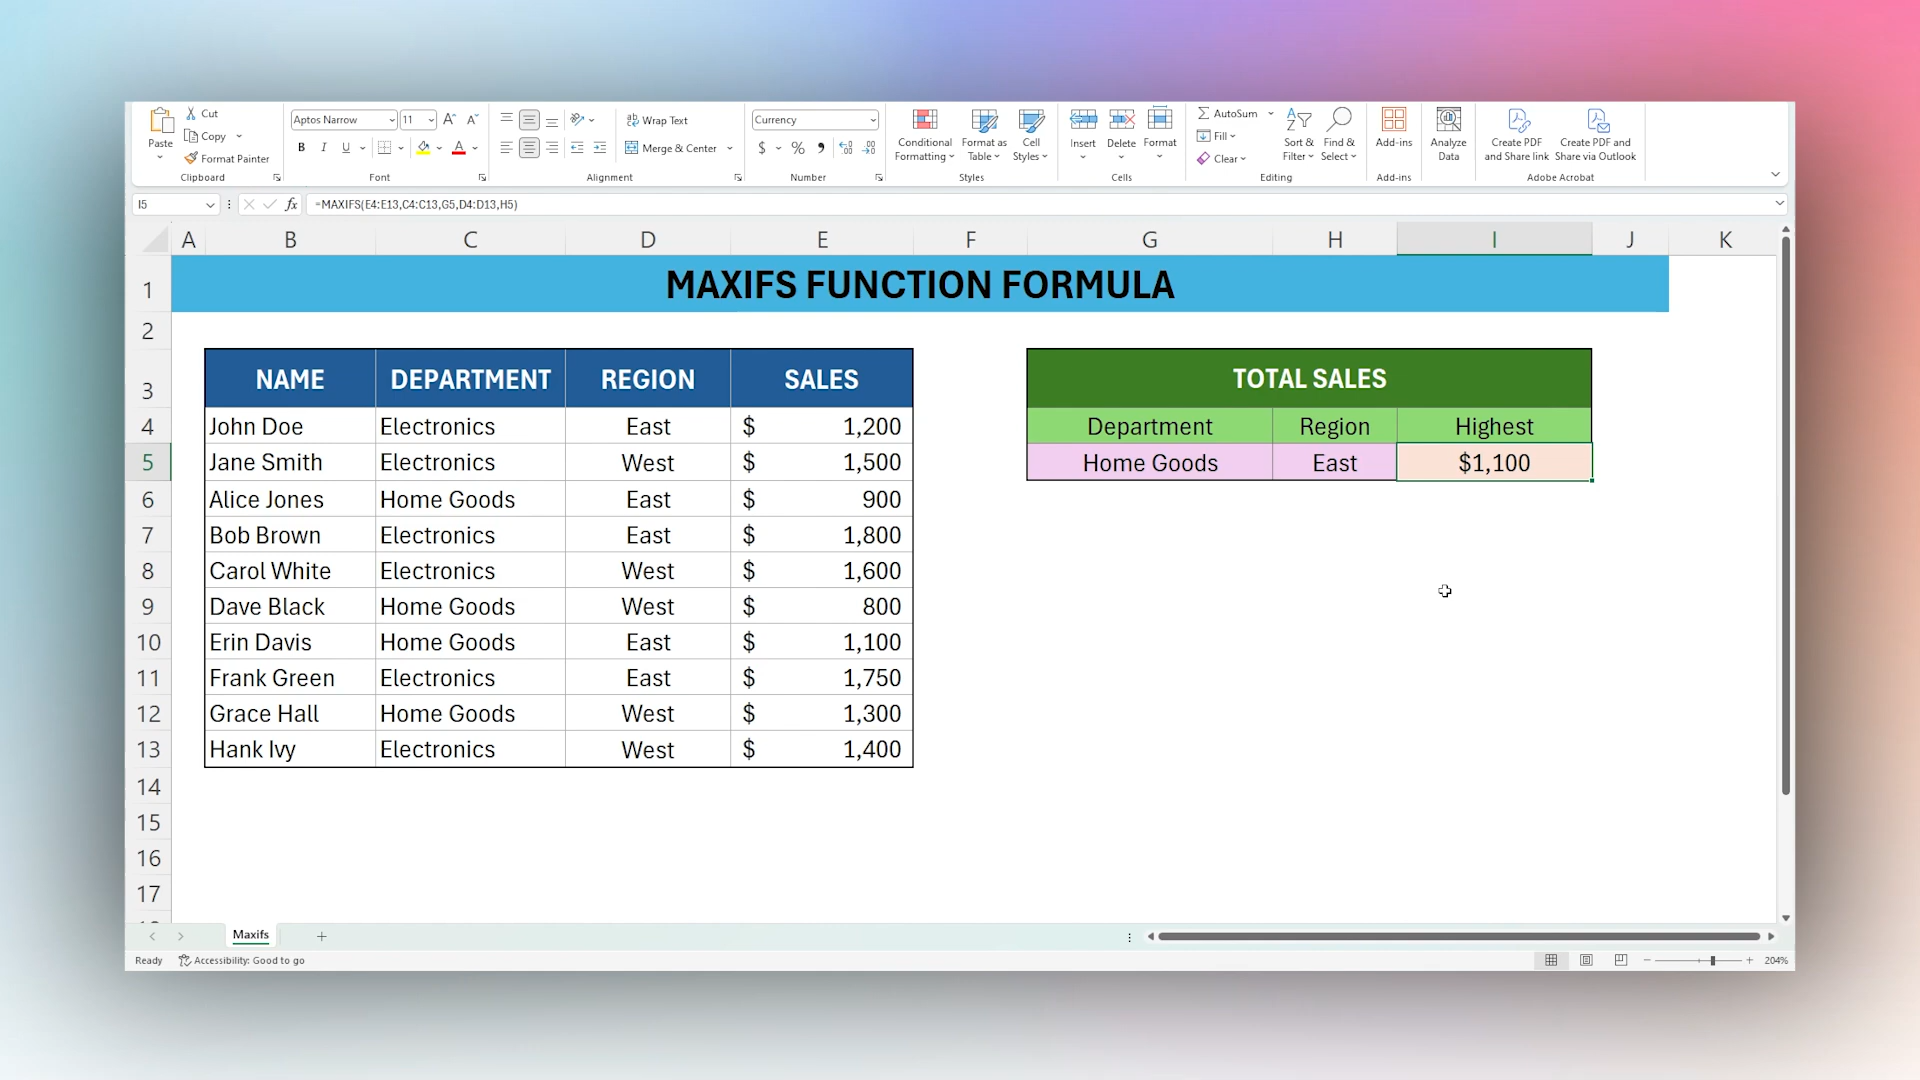 Paste
Cut
Copy
Format Painter
Clipboard
Aptos Narrow 11
B I U
Font
Wrap Text
Merge & Center
Alignment
Currency
$ % ,
Number
Conditional Formatting
Format as Table
Cell Styles
Styles
Insert
Delete
Format
Cells
AutoSum
Fill
Clear
Sort & Filter
Find & Select
Editing
Add-ins
Add-ins
Analyze Data
Create PDF and Share link
Create PDF and Share via Outlook
Adobe Acrobat
I5 fx =MAXIFS(E4:E13,C4:C13,G5,D4:D13,H5)
A B C D E F G H I J K
1 MAXIFS FUNCTION FORMULA
2
3 NAME DEPARTMENT REGION SALES TOTAL SALES
4 John Doe Electronics East $ 1,200 Department Region Highest
5 Jane Smith Electronics West $ 1,500 Home Goods East $1,100
6 Alice Jones Home Goods East $ 900
7 Bob Brown Electronics East $ 1,800
8 Carol White Electronics West $ 1,600
9 Dave Black Home Goods West $ 800
10 Erin Davis Home Goods East $ 1,100
11 Frank Green Electronics East $ 1,750
12 Grace Hall Home Goods West $ 1,300
13 Hank Ivy Electronics West $ 1,400
14
15
16
17
Maxifs
Ready Accessibility: Good to go 204%